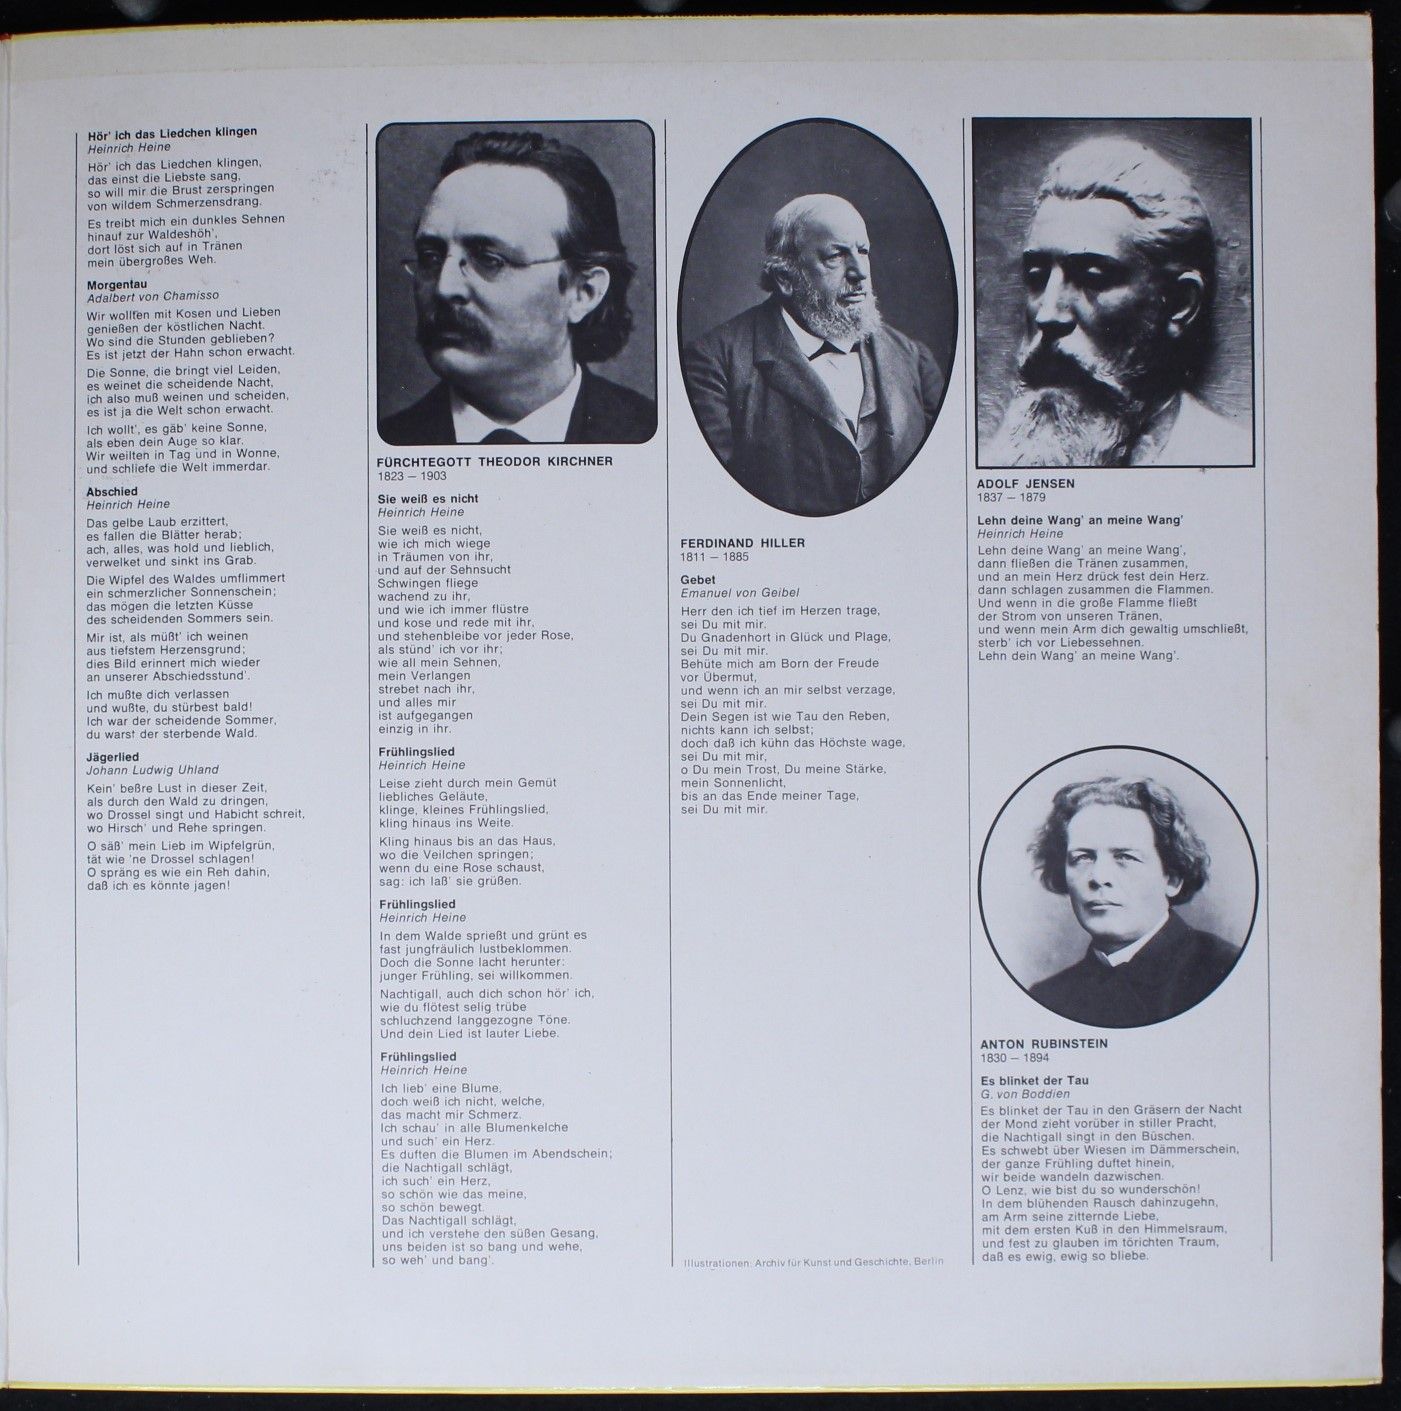 Hör' ich das Liedchen klingen
Heinrich Heine
Hör' ich das Liedchen klingen,
das einst die Liebste sang,
so will mir die Brust zerspringen
von wildem Schmerzensdrang.
Es treibt mich ein dunkles Sehnen
hinauf zur Waldeshöh',
dort löst sich auf in Tränen
mein übergroßes Weh.
Morgentau
Adalbert von Chamisso
Wir wollten mit Kosen und Lieben
genießen der köstlichen Nacht.
Wo sind die Stunden geblieben?
Es ist jetzt der Hahn schon erwacht.
Die Sonne, die bringt viel Leiden,
es weinet die scheidende Nacht,
ich also muß weinen und scheiden,
es ist ja die Welt schon erwacht.
Ich wollt', es gäb' keine Sonne,
als eben dein Auge so klar.
Wir weilten in Tag und in Wonne,
und schliefe die Welt immerdar.
Abschied
Heinrich Heine
Das gelbe Laub erzittert,
es fallen die Blätter herab;
ach, alles, was hold und lieblich,
verwelket und sinkt ins Grab.
Die Wipfel des Waldes umflimmert
ein schmerzlicher Sonnenschein;
das mögen die letzten Küsse
des scheidenden Sommers sein.
Mir ist, als müßt' ich weinen
aus tiefstem Herzensgrund;
dies Bild erinnert mich wieder
an unserer Abschiedsstund'.
Ich mußte dich verlassen
und wußte, du stürbest bald!
Ich war der scheidende Sommer,
du warst der sterbende Wald.
Jägerlied
Johann Ludwig Uhland
Kein' beßre Lust in dieser Zeit,
als durch den Wald zu dringen,
wo Drossel singt und Habicht schreit,
wo Hirsch' und Rehe springen.
O säß' mein Lieb im Wipfelgrün,
tät wie 'ne Drossel schlagen!
O spräng es wie ein Reh dahin,
daß ich es könnte jagen!
FÜRCHTEGOTT THEODOR KIRCHNER
1823 – 1903
Sie weiß es nicht
Heinrich Heine
Sie weiß es nicht,
wie ich mich wiege
in Träumen von ihr,
und auf der Sehnsucht
Schwingen fliege
wachend zu ihr,
und wie ich immer flüstre
und kose und rede mit ihr,
und stehenbleibe vor jeder Rose,
als stünd' ich vor ihr;
wie all mein Sehnen,
mein Verlangen
strebet nach ihr,
und alles mir
ist aufgegangen
einzig in ihr.
Frühlingslied
Heinrich Heine
Leise zieht durch mein Gemüt
liebliches Geläute,
klinge, kleines Frühlingslied,
kling hinaus ins Weite.
Kling hinaus bis an das Haus,
wo die Veilchen springen;
wenn du eine Rose schaust,
sag: ich laß' sie grüßen.
Frühlingslied
Heinrich Heine
In dem Walde sprießt und grünt es
fast jungfräulich lustbeklommen.
Doch die Sonne lacht herunter:
junger Frühling, sei willkommen.
Nachtigall, auch dich schon hör' ich,
wie du flötest selig trübe
schluchzend langgezogne Töne.
Und dein Lied ist lauter Liebe.
Frühlingslied
Heinrich Heine
Ich lieb' eine Blume,
doch weiß ich nicht, welche,
das macht mir Schmerz.
Ich schau' in alle Blumenkelche
und such' ein Herz.
Es duften die Blumen im Abendschein;
die Nachtigall schlägt,
ich such' ein Herz,
so schön wie das meine,
so schön bewegt.
Das Nachtigall schlägt,
und ich verstehe den süßen Gesang,
uns beiden ist so bang und wehe,
so weh' und bang'.
FERDINAND HILLER
1811 – 1885
Gebet
Emanuel von Geibel
Herr den ich tief im Herzen trage,
sei Du mit mir.
Du Gnadenhort in Glück und Plage,
sei Du mit mir.
Behüte mich am Born der Freude
vor Übermut,
und wenn ich an mir selbst verzage,
sei Du mit mir.
Dein Segen ist wie Tau den Reben,
nichts kann ich selbst;
doch daß ich kühn das Höchste wage,
sei Du mit mir,
o Du mein Trost, Du meine Stärke,
mein Sonnenlicht,
bis an das Ende meiner Tage,
sei Du mit mir.
Illustrationen: Archiv für Kunst und Geschichte, Berlin
ADOLF JENSEN
1837 – 1879
Lehn deine Wang' an meine Wang'
Heinrich Heine
Lehn deine Wang' an meine Wang',
dann fließen die Tränen zusammen,
und an mein Herz drück fest dein Herz.
dann schlagen zusammen die Flammen.
Und wenn in die große Flamme fließt
der Strom von unseren Tränen,
und wenn mein Arm dich gewaltig umschließt,
sterb' ich vor Liebessehnen.
Lehn dein Wang' an meine Wang'.
ANTON RUBINSTEIN
1830 – 1894
Es blinket der Tau
G. von Boddien
Es blinket der Tau in den Gräsern der Nacht
der Mond zieht vorüber in stiller Pracht,
die Nachtigall singt in den Büschen.
Es schwebt über Wiesen im Dämmerschein,
der ganze Frühling duftet hinein,
wir beide wandeln dazwischen.
O Lenz, wie bist du so wunderschön!
In dem blühenden Rausch dahinzugehn,
am Arm seine zitternde Liebe,
mit dem ersten Kuß in den Himmelsraum,
und fest zu glauben im törichten Traum,
daß es ewig, ewig so bliebe.